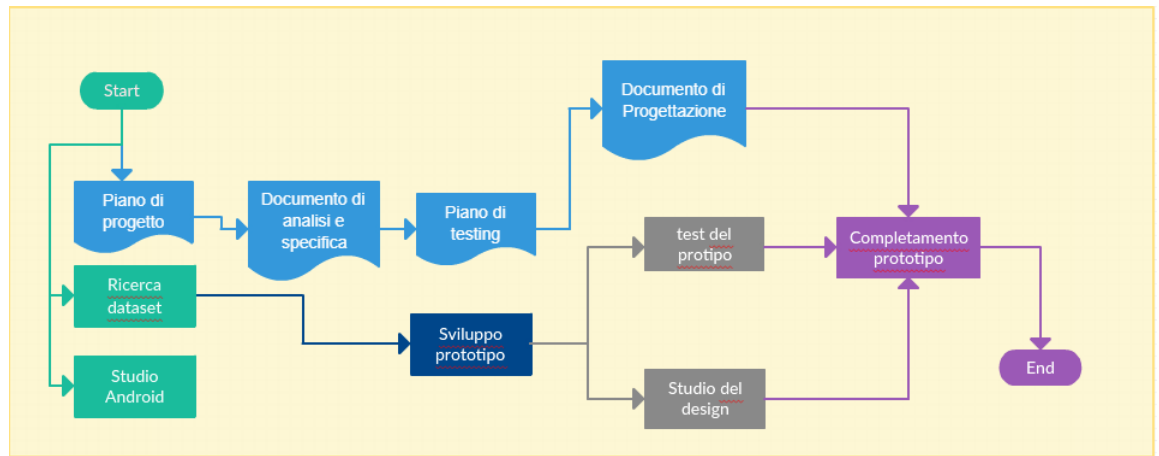 Start
Documento di
Progettazione
Piano di
progetto
Documento di
analisi e
specifica
Piano di
testing
test del
protipo
Completamento
prototipo
Ricerca
dataset
Sviluppo
prototipo
Studio
Android
Studio del
design
End